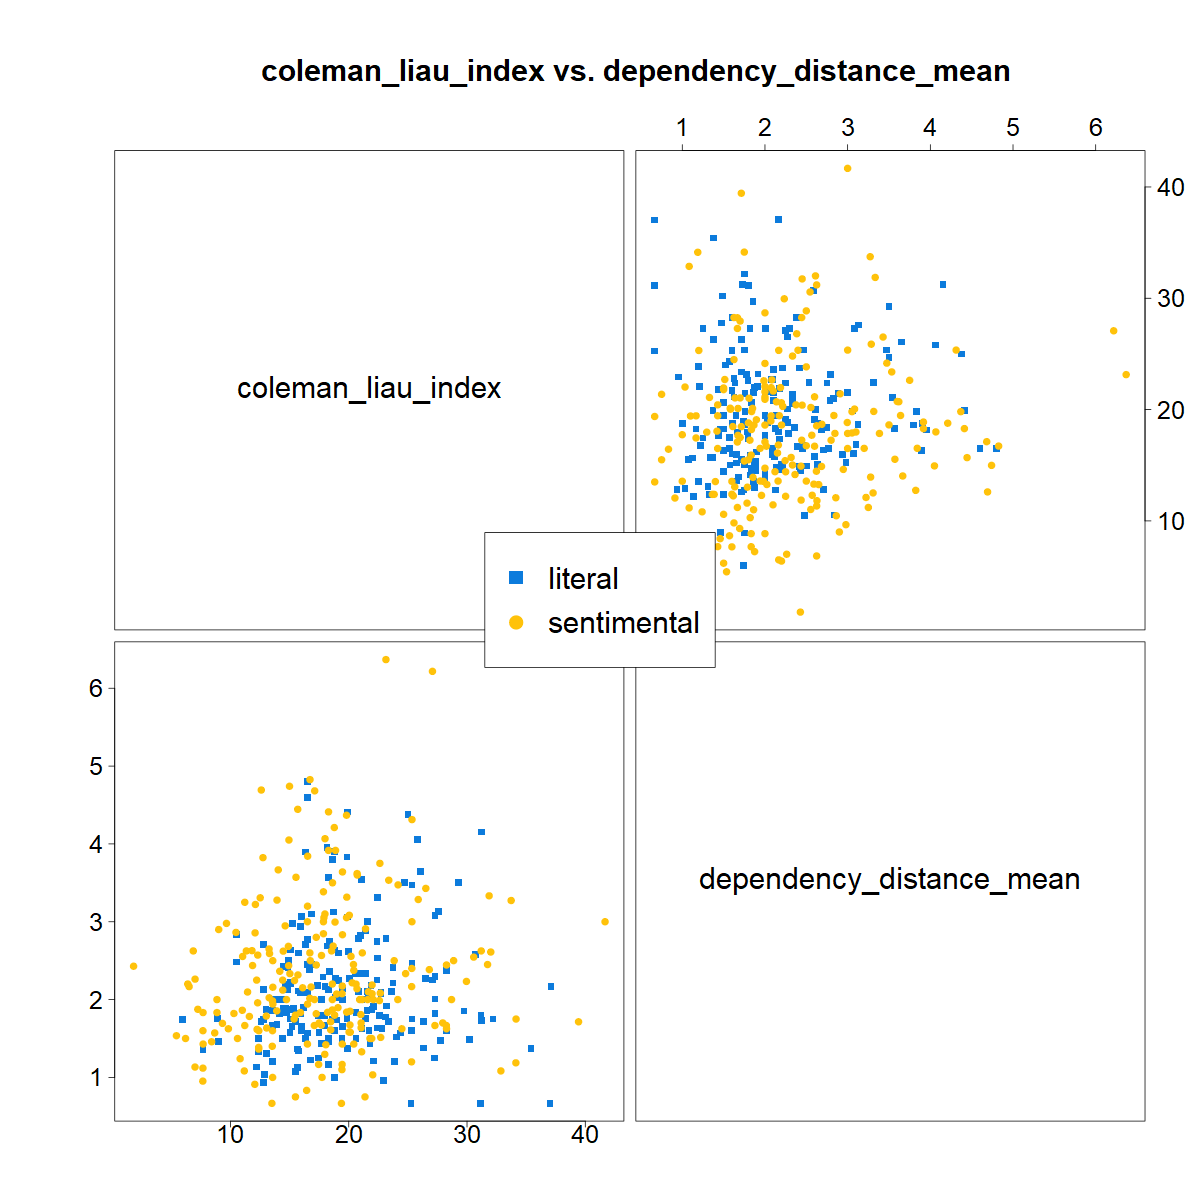 coleman_liau_index vs. dependency_distance_mean
1 2 3 4 5 6
40
30
20
10
coleman_liau_index
literal
sentimental
6
5
4
3
2
1
dependency_distance_mean
10 20 30 40